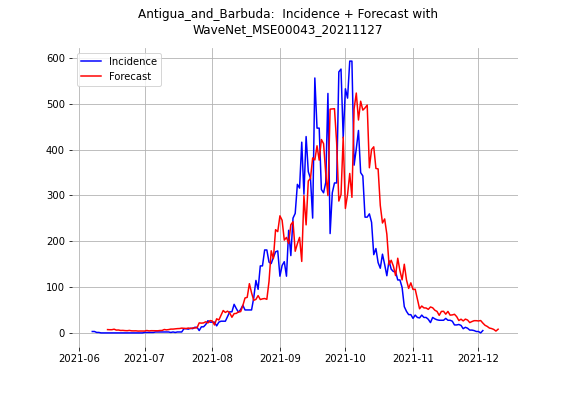 Antigua_and_Barbuda:  Incidence + Forecast with
WaveNet_MSE00043_20211127
Incidence
Forecast
600
500
400
300
200
100
0
2021-06 2021-07 2021-08 2021-09 2021-10 2021-11 2021-12